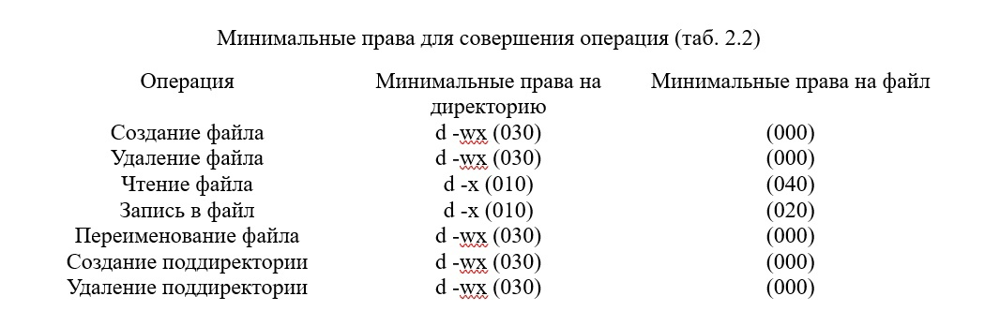 Минимальные права для совершения операция (таб. 2.2)
Операция Минимальные права на директорию Минимальные права на файл
Создание файла d -wx (030) (000)
Удаление файла d -wx (030) (000)
Чтение файла d -x (010) (040)
Запись в файл d -x (010) (020)
Переименование файла d -wx (030) (000)
Создание поддиректории d -wx (030) (000)
Удаление поддиректории d -wx (030) (000)